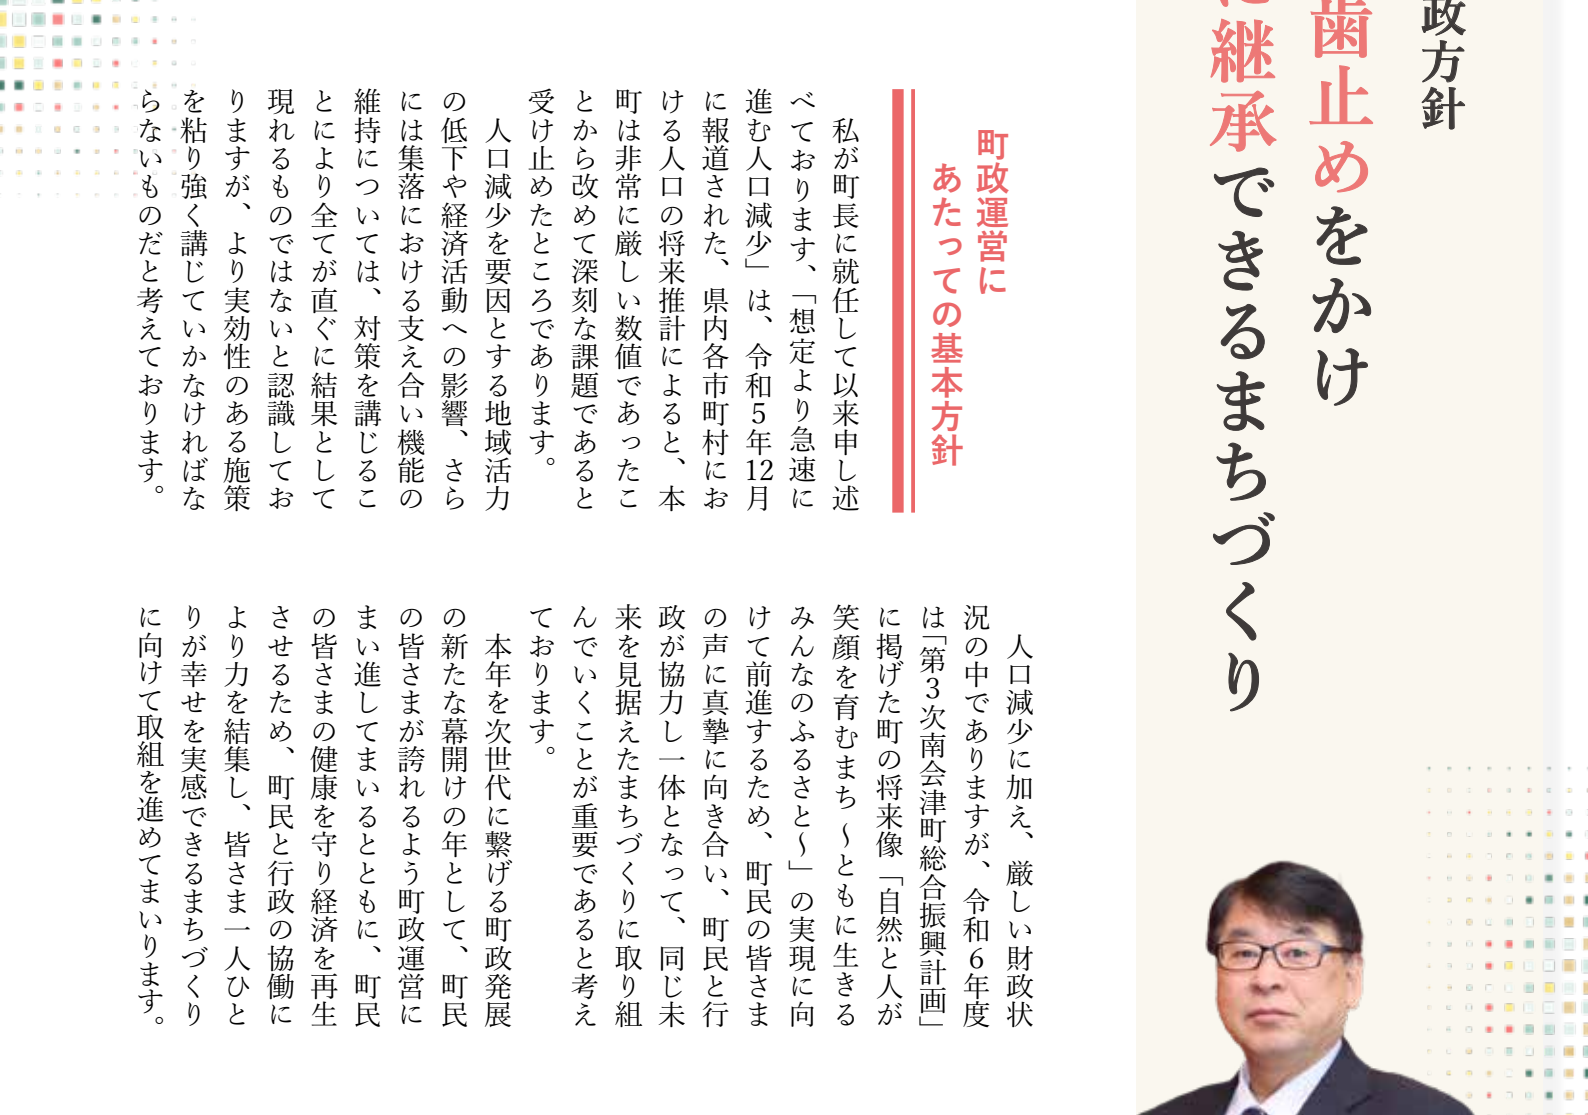 政方針
歯止めをかけ
に継承できるまちづくり
町政運営に
あたっての基本方針
私が町長に就任して以来申し述
べております、「想定より急速に
進む人口減少」は、令和5年12月
に報道された、県内各市町村にお
ける人口の将来推計によると、本
町は非常に厳しい数値であったこ
とから改めて深刻な課題であると
受け止めたところであります。
人口減少を要因とする地域活力
の低下や経済活動への影響、さら
には集落における支え合い機能の
維持については、対策を講じるこ
とにより全てが直ぐに結果として
現れるものではないと認識してお
りますが、より実効性のある施策
を粘り強く講じていかなければな
らないものだと考えております。
人口減少に加え、厳しい財政状
況の中でありますが、令和6年度
は「第3次南会津町総合振興計画」
に掲げた町の将来像「自然と人が
笑顔を育むまち ～ともに生きる
みんなのふるさと～」の実現に向
けて前進するため、町民の皆さま
の声に真摯に向き合い、町民と行
政が協力し一体となって、同じ未
来を見据えたまちづくりに取り組
んでいくことが重要であると考え
ております。
本年を次世代に繋げる町政発展
の新たな幕開けの年として、町民
の皆さまが誇れるよう町政運営に
まい進してまいるとともに、町民
の皆さまの健康を守り経済を再生
させるため、町民と行政の協働に
より力を結集し、皆さま一人ひと
りが幸せを実感できるまちづくり
に向けて取組を進めてまいります。